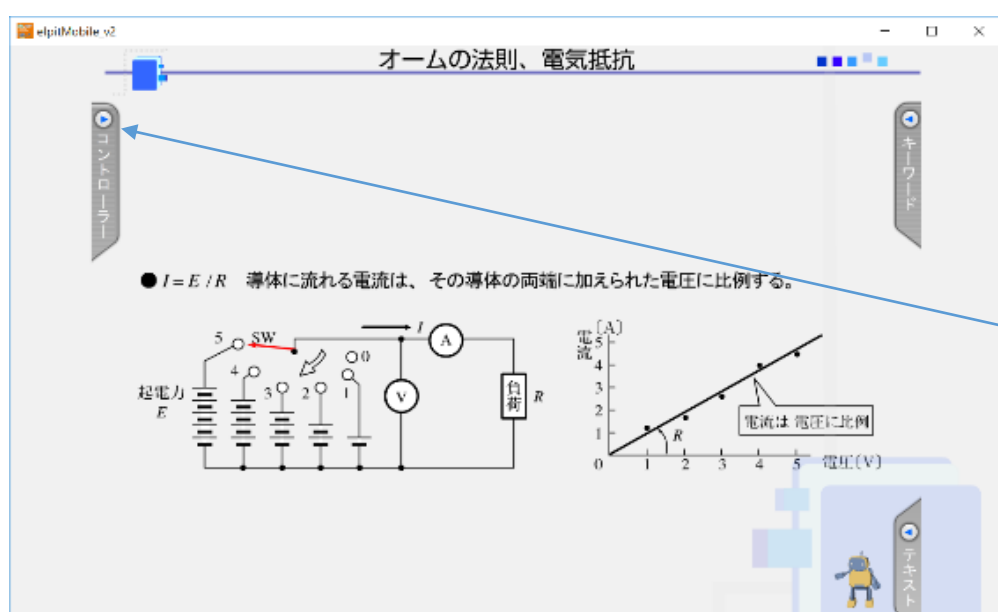 elpitMobile_v2
オームの法則、電気抵抗
コントローラー
キーワード
● I = E / R 導体に流れる電流は、その導体の両端に加えられた電圧に比例する。
5
SW
4
3
2
1
0
起電力
E
I
A
V
負荷
R
電流
[A]
5
4
3
2
1
0
R
電流は電圧に比例
1
2
3
4
5
電圧[V]
テキスト